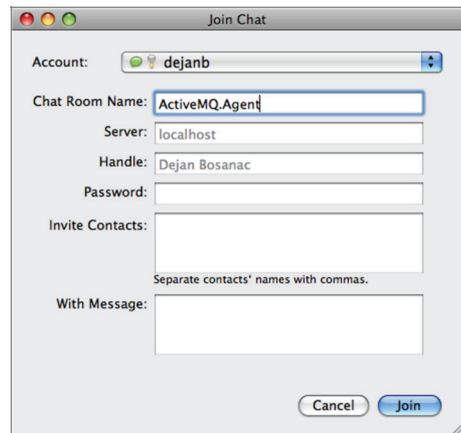 Join Chat
Account: dejanb
Chat Room Name: ActiveMQ.Agent
Server: localhost
Handle: Dejan Bosanac
Password:
Invite Contacts:
Separate contacts' names with commas.
With Message:
Cancel Join